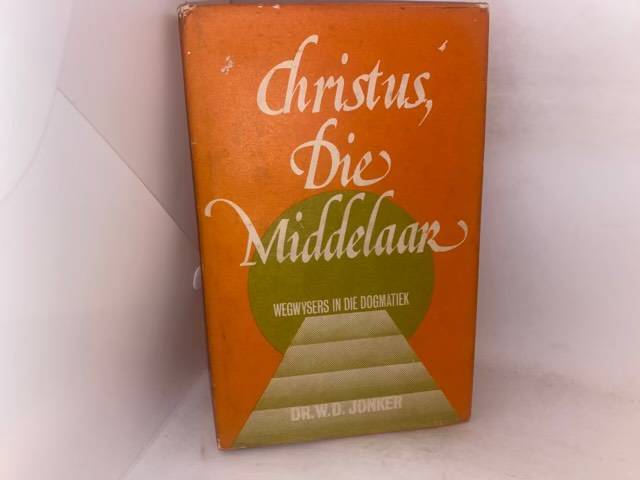 Christus,
Die
Middelaar
WEGWYSERS IN DIE DOGMATIEK
DR. W. D. JONKER